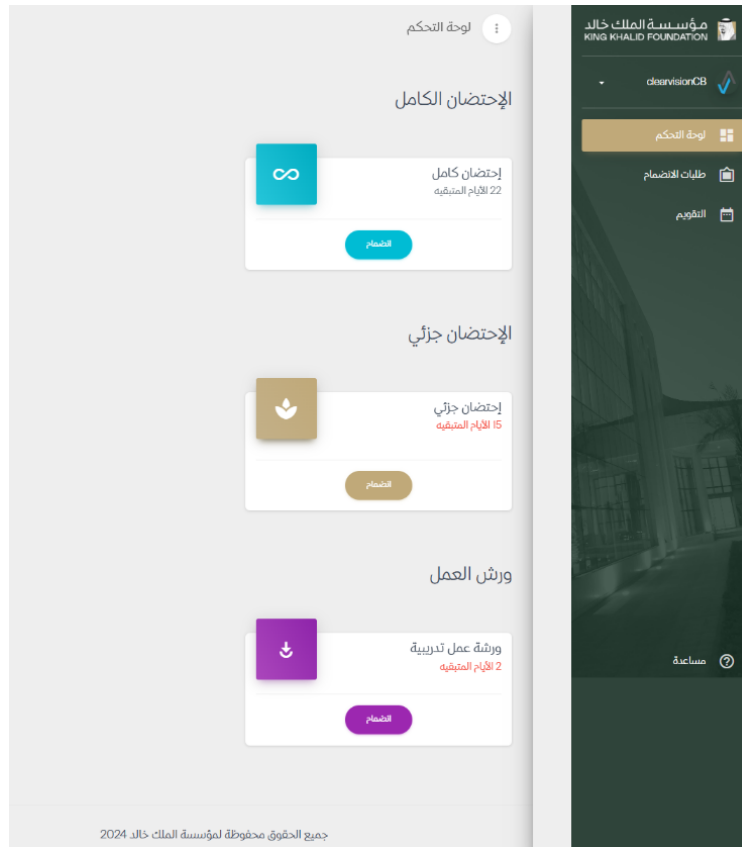 مؤسسة الملك خالد
KING KHALID FOUNDATION
clearvisionCB
لوحة التحكم
طلبات الانضمام
التقويم
مساعدة
لوحة التحكم
الإحتضان الكامل
إحتضان كامل
22 الأيام المتبقيه
انضمام
الإحتضان جزئي
إحتضان جزئي
15 الأيام المتبقيه
انضمام
ورش العمل
ورشة عمل تدريبية
2 الأيام المتبقيه
انضمام
جميع الحقوق محفوظة لمؤسسة الملك خالد 2024